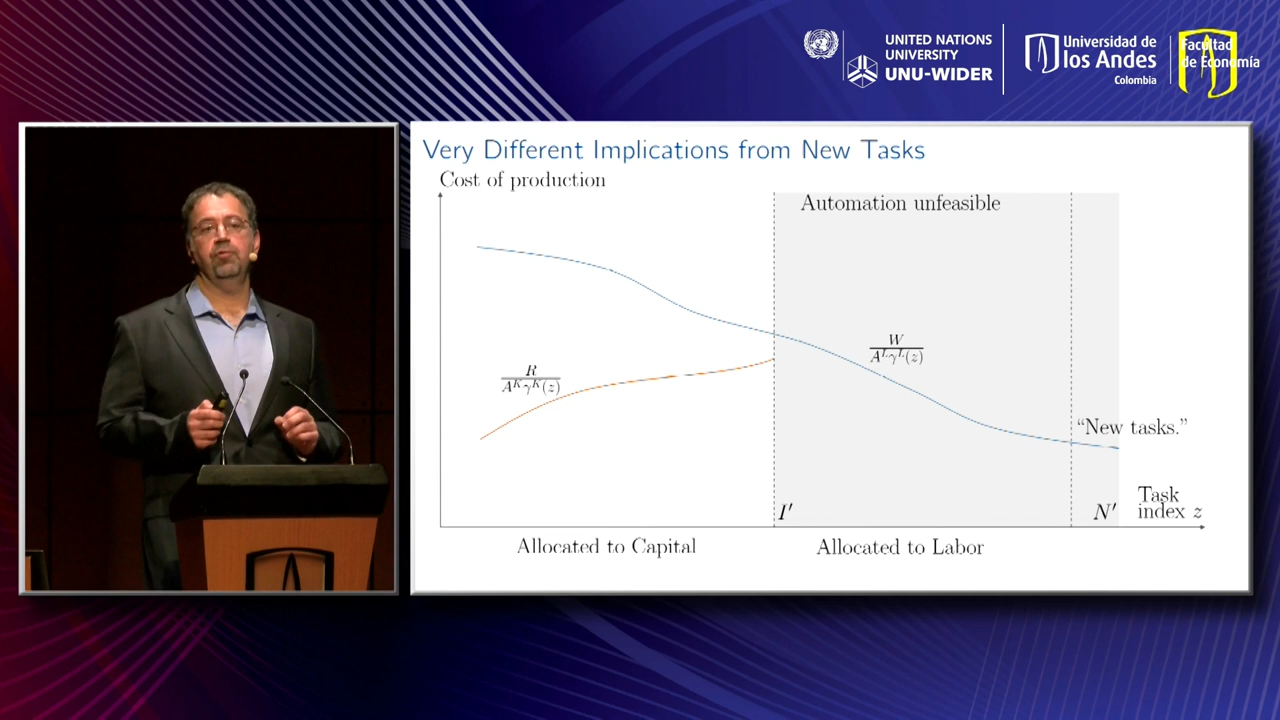 UNITED NATIONS
UNIVERSITY
UNU-WIDER
Universidad de
los Andes
Colombia
Facultad
de Economía
Very Different Implications from New Tasks
Cost of production
Automation unfeasible
W
A^L γ^L(z)
R
A^K γ^K(z)
“New tasks.”
Task
I′ N′ index z
Allocated to Capital Allocated to Labor